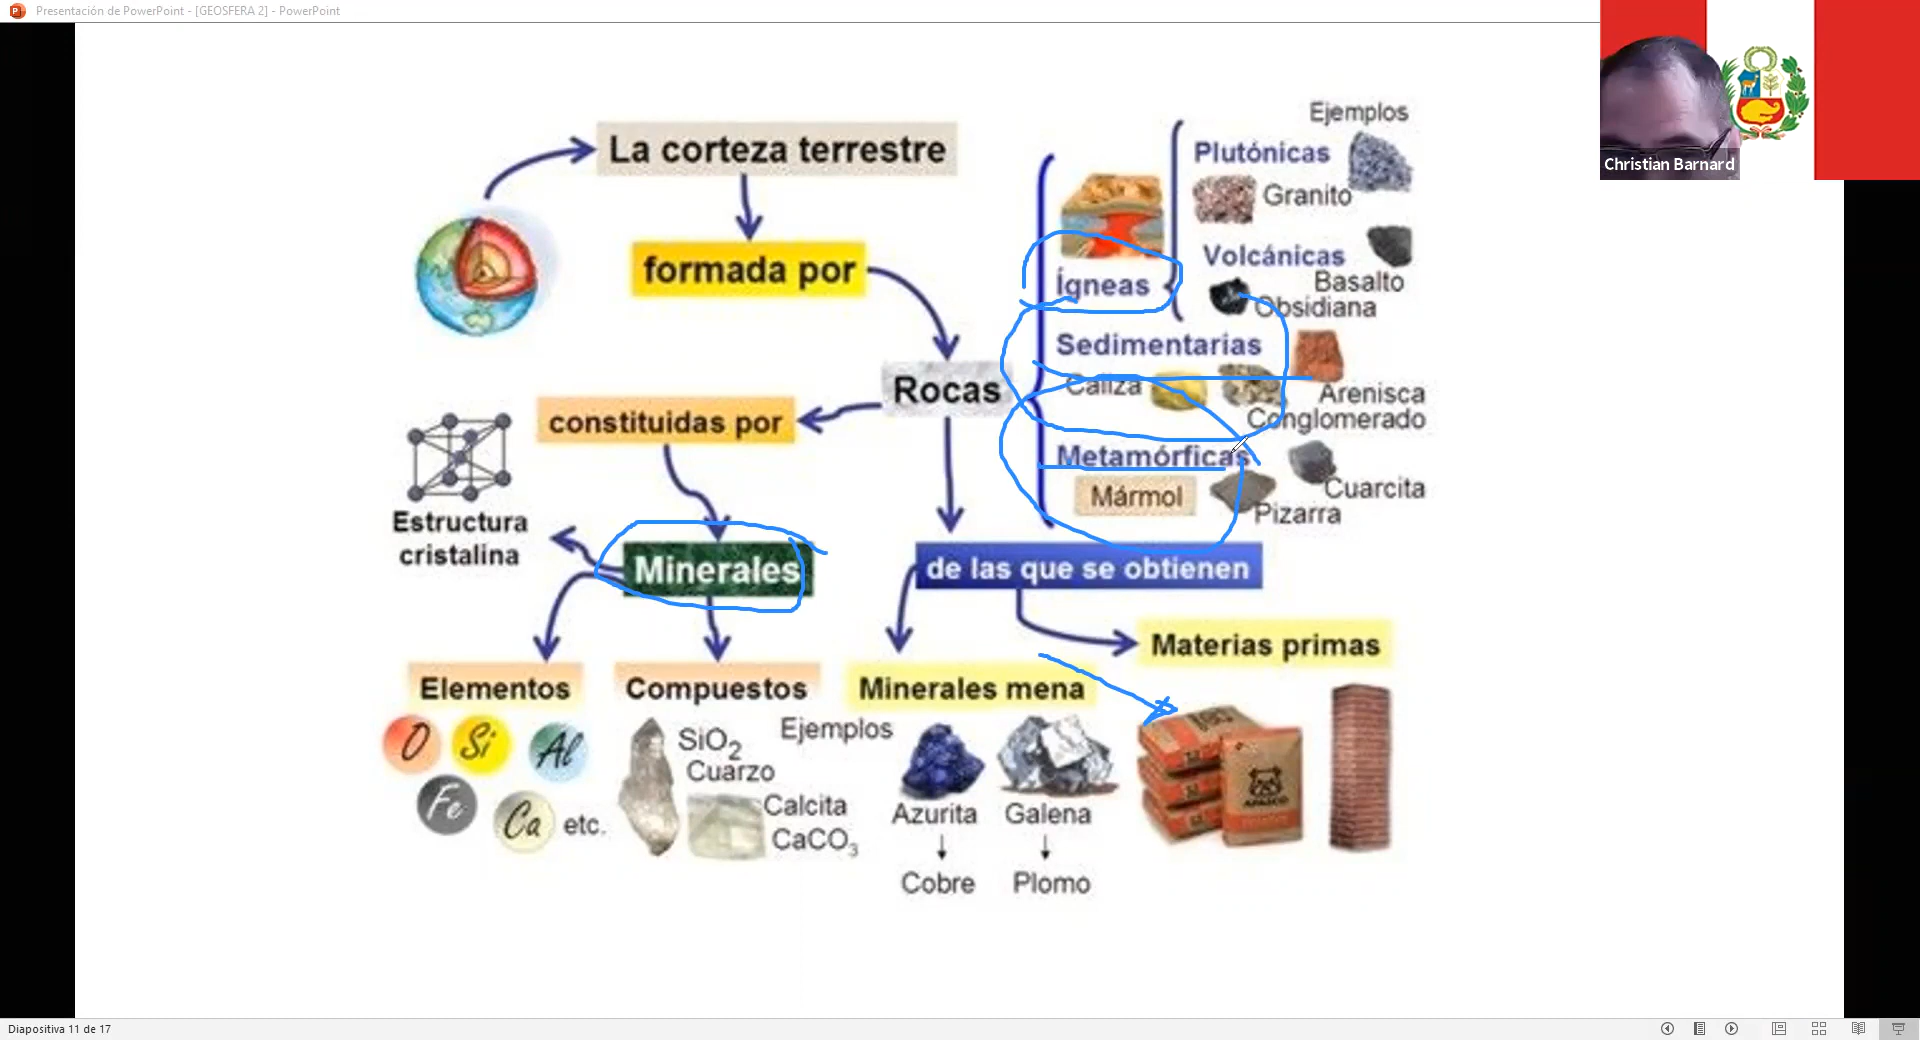 Presentación de PowerPoint - [GEOSFERA 2] - PowerPoint
Christian Barnard
La corteza terrestre
formada por
Rocas
Ejemplos
Plutónicas
Granito
Volcánicas
Basalto
Obsidiana
Ígneas
Sedimentarias
Caliza
Arenisca
Conglomerado
Metamórficas
Mármol
Cuarcita
Pizarra
constituidas por
Estructura
cristalina
Minerales
de las que se obtienen
Elementos
O Si Al
Fe Ca etc.
Compuestos
Ejemplos
SiO2
Cuarzo
Calcita
CaCO3
Minerales mena
Azurita Galena
Cobre Plomo
Materias primas
Diapositiva 11 de 17